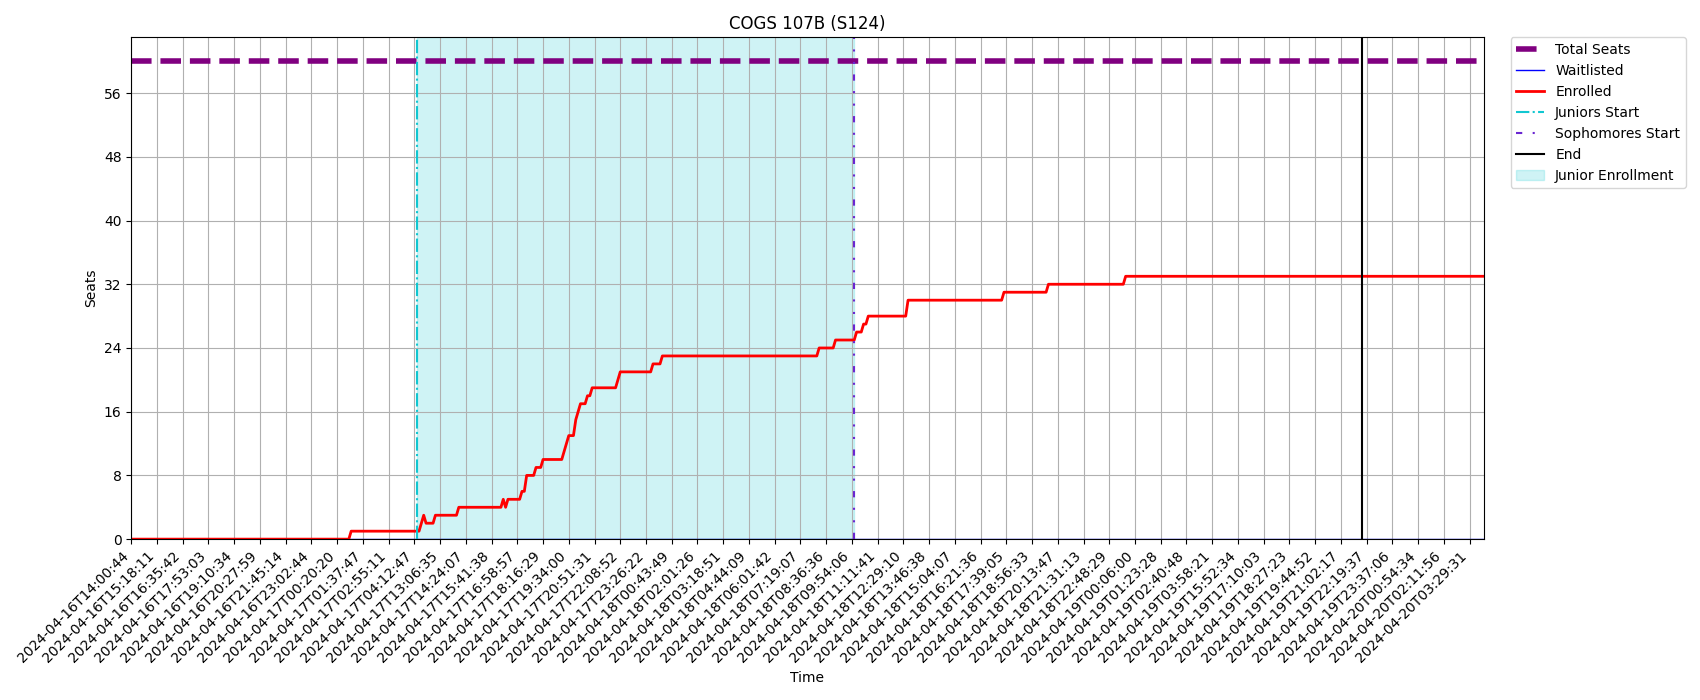 COGS 107B (S124)
Total Seats
Waitlisted
Enrolled
Juniors Start
Sophomores Start
End
Junior Enrollment
Seats
56
48
40
32
24
16
8
0
2024-04-16T14:00:44
2024-04-16T15:18:11
2024-04-16T16:35:42
2024-04-16T17:53:03
2024-04-16T19:10:34
2024-04-16T20:27:59
2024-04-16T21:45:14
2024-04-16T23:02:44
2024-04-17T00:20:20
2024-04-17T01:37:47
2024-04-17T02:55:11
2024-04-17T04:12:47
2024-04-17T13:06:35
2024-04-17T14:24:07
2024-04-17T15:41:38
2024-04-17T16:58:57
2024-04-17T18:16:29
2024-04-17T19:34:00
2024-04-17T20:51:31
2024-04-17T22:08:52
2024-04-17T23:26:22
2024-04-18T00:43:49
2024-04-18T02:01:26
2024-04-18T03:18:51
2024-04-18T04:44:09
2024-04-18T06:01:42
2024-04-18T07:19:07
2024-04-18T08:36:36
2024-04-18T09:54:06
2024-04-18T11:11:41
2024-04-18T12:29:10
2024-04-18T13:46:38
2024-04-18T15:04:07
2024-04-18T16:21:36
2024-04-18T17:39:05
2024-04-18T18:56:33
2024-04-18T20:13:47
2024-04-18T21:31:13
2024-04-18T22:48:29
2024-04-19T00:06:00
2024-04-19T01:23:28
2024-04-19T02:40:48
2024-04-19T03:58:21
2024-04-19T15:52:34
2024-04-19T17:10:03
2024-04-19T18:27:23
2024-04-19T19:44:52
2024-04-19T21:02:17
2024-04-19T22:19:37
2024-04-19T23:37:06
2024-04-20T00:54:34
2024-04-20T02:11:56
2024-04-20T03:29:31
Time